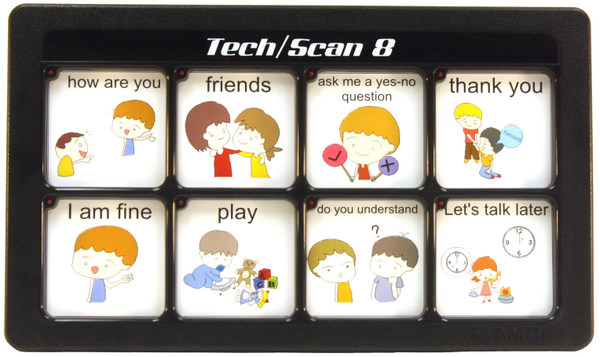 Tech/Scan 8
how are you
friends
ask me a yes-no
question
thank you
I am fine
play
do you understand
Let's talk later
AMDi